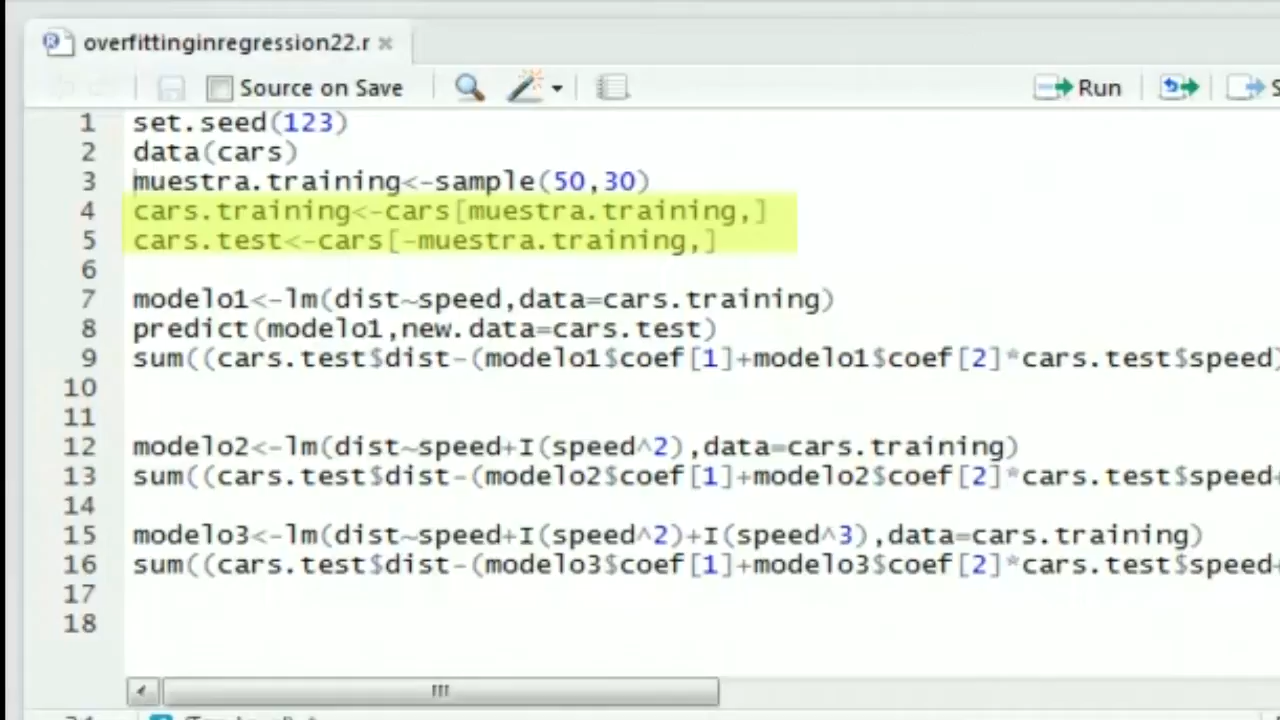 overfittinginregression22.r
Source on Save
Run
1 set.seed(123)
2 data(cars)
3 muestra.training<-sample(50,30)
4 cars.training<-cars[muestra.training,]
5 cars.test<-cars[-muestra.training,]
6
7 modelo1<-lm(dist~speed,data=cars.training)
8 predict(modelo1,new.data=cars.test)
9 sum((cars.test$dist-(modelo1$coef[1]+modelo1$coef[2]*cars.test$speed)
10
11
12 modelo2<-lm(dist~speed+I(speed^2),data=cars.training)
13 sum((cars.test$dist-(modelo2$coef[1]+modelo2$coef[2]*cars.test$speed+
14
15 modelo3<-lm(dist~speed+I(speed^2)+I(speed^3),data=cars.training)
16 sum((cars.test$dist-(modelo3$coef[1]+modelo3$coef[2]*cars.test$speed+
17
18